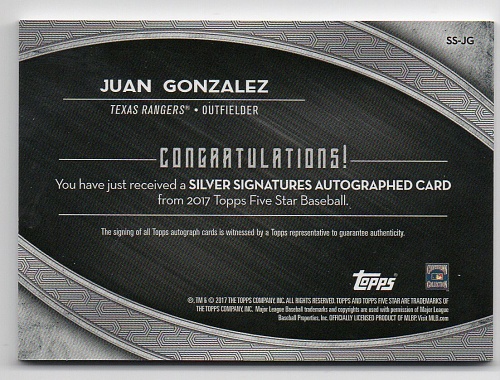 SS-JG
JUAN GONZALEZ
TEXAS RANGERS® • OUTFIELDER
CONGRATULATIONS!
You have just received a SILVER SIGNATURES AUTOGRAPHED CARD
from 2017 Topps Five Star Baseball.
The signing of all Topps autograph cards is witnessed by a Topps representative to guarantee authenticity.
topps®
®, TM & © 2017 THE TOPPS COMPANY, INC. ALL RIGHTS RESERVED. TOPPS AND TOPPS FIVE STAR ARE TRADEMARKS OF
THE TOPPS COMPANY, INC. Major League Baseball trademarks and copyrights are used with permission of Major League
Baseball Properties, Inc. OFFICIALLY LICENSED PRODUCT OF MLBP. Visit MLB.com